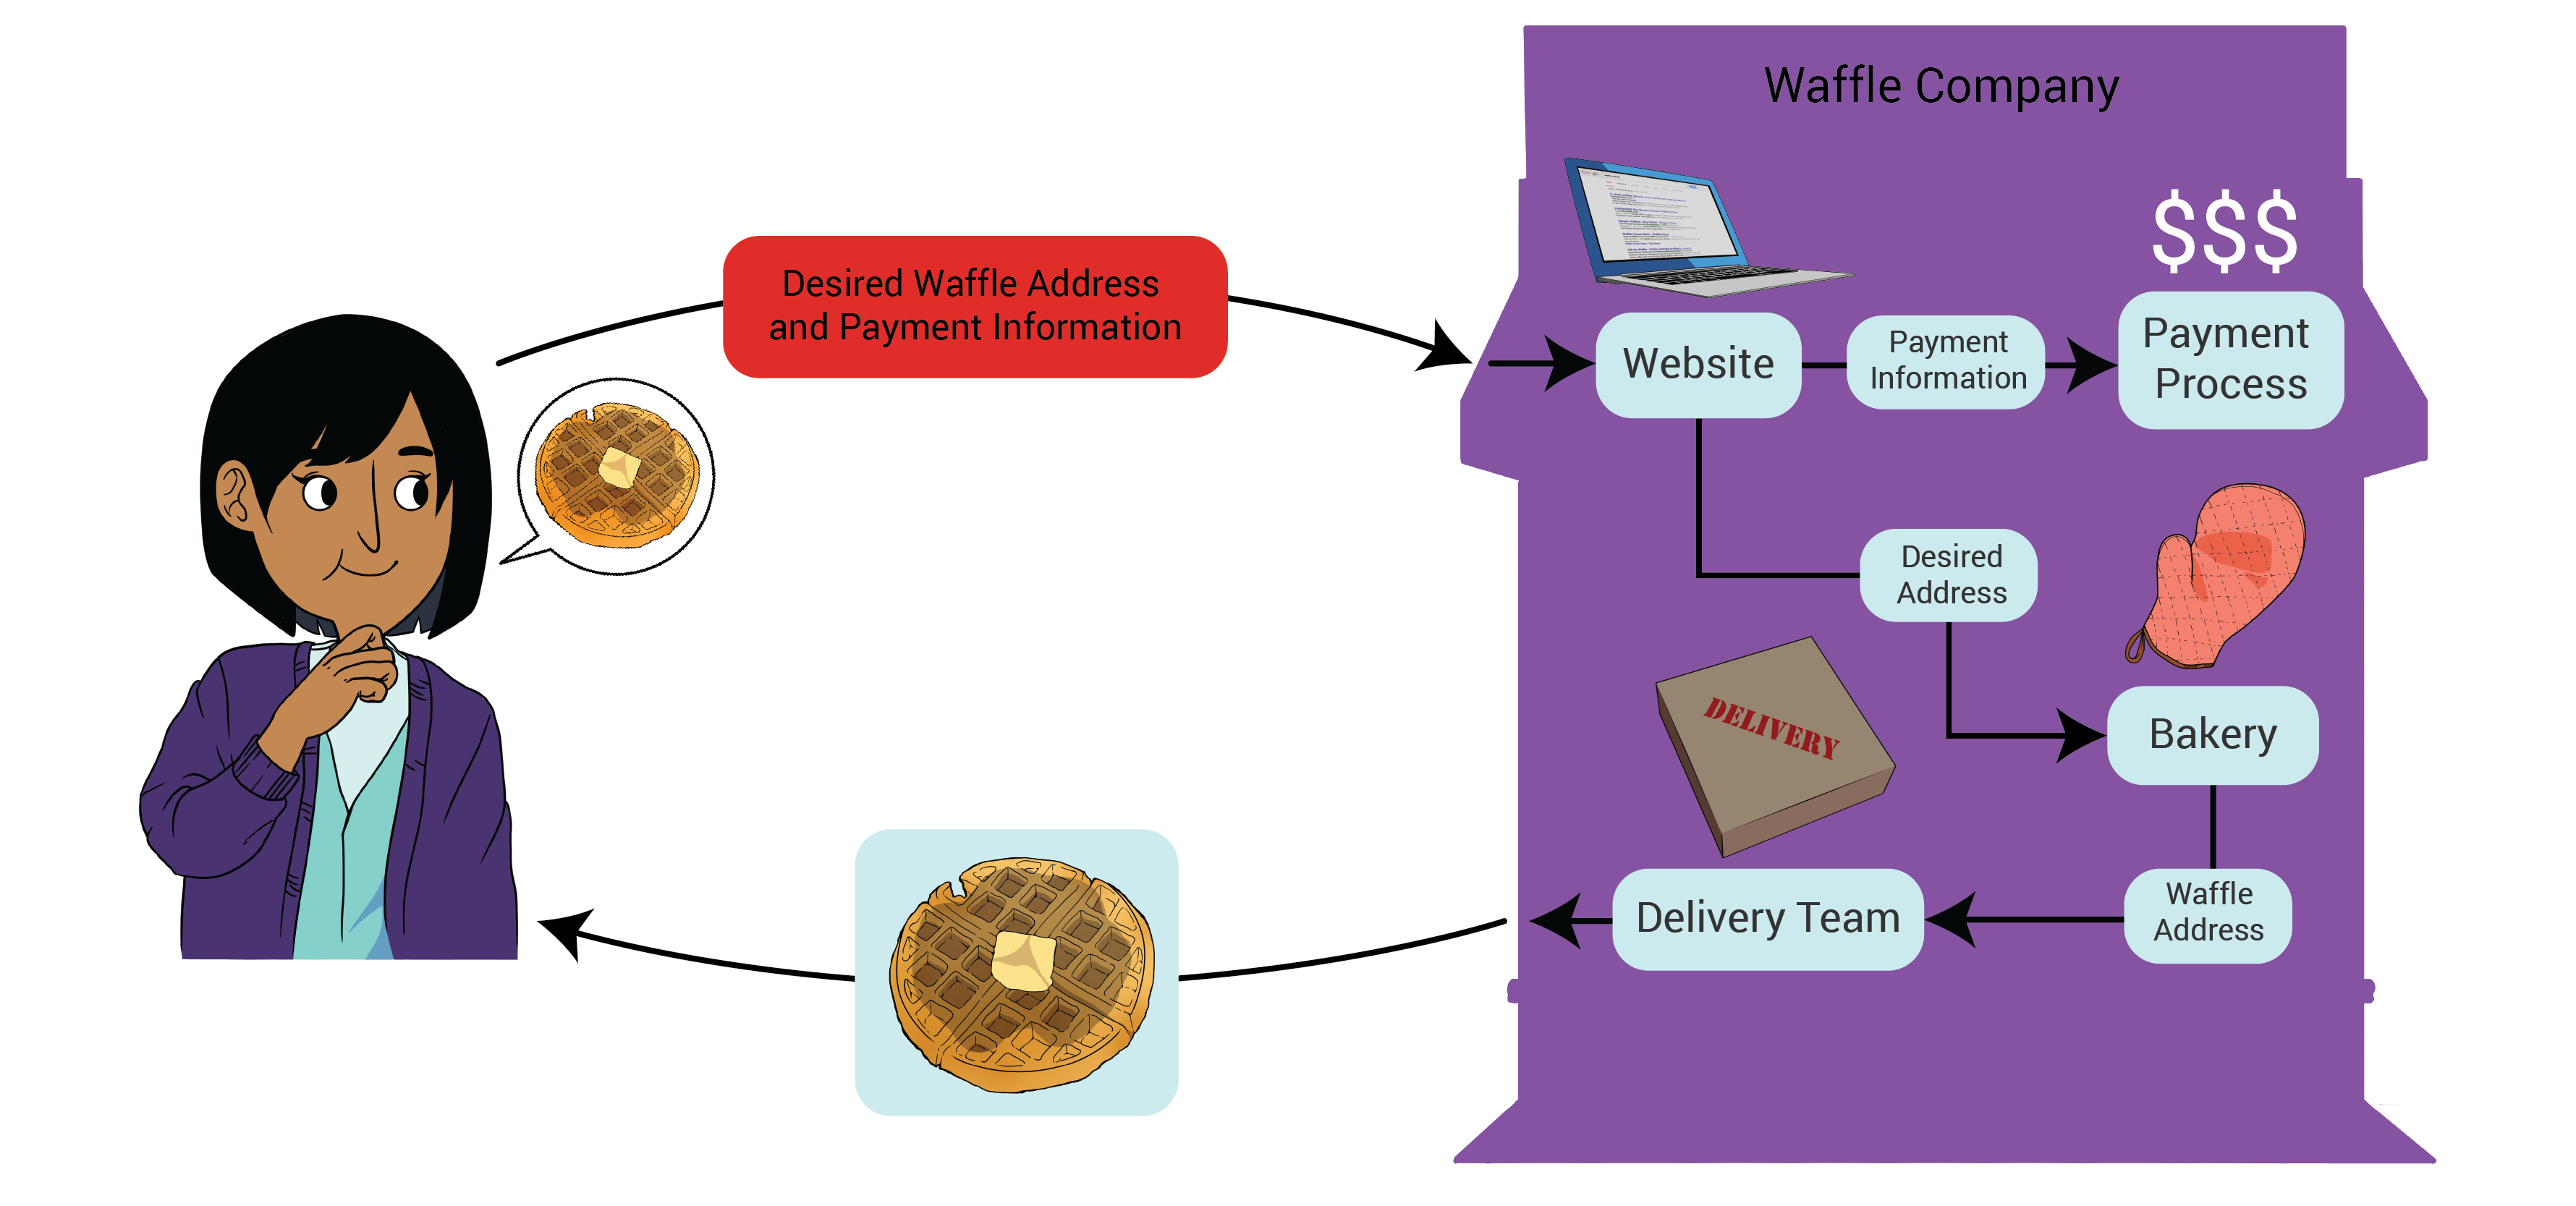 Waffle Company
$$$
Desired Waffle Address
and Payment Information
Website
Payment
Information
Payment
Process
Desired
Address
DELIVERY
Bakery
Delivery Team
Waffle
Address